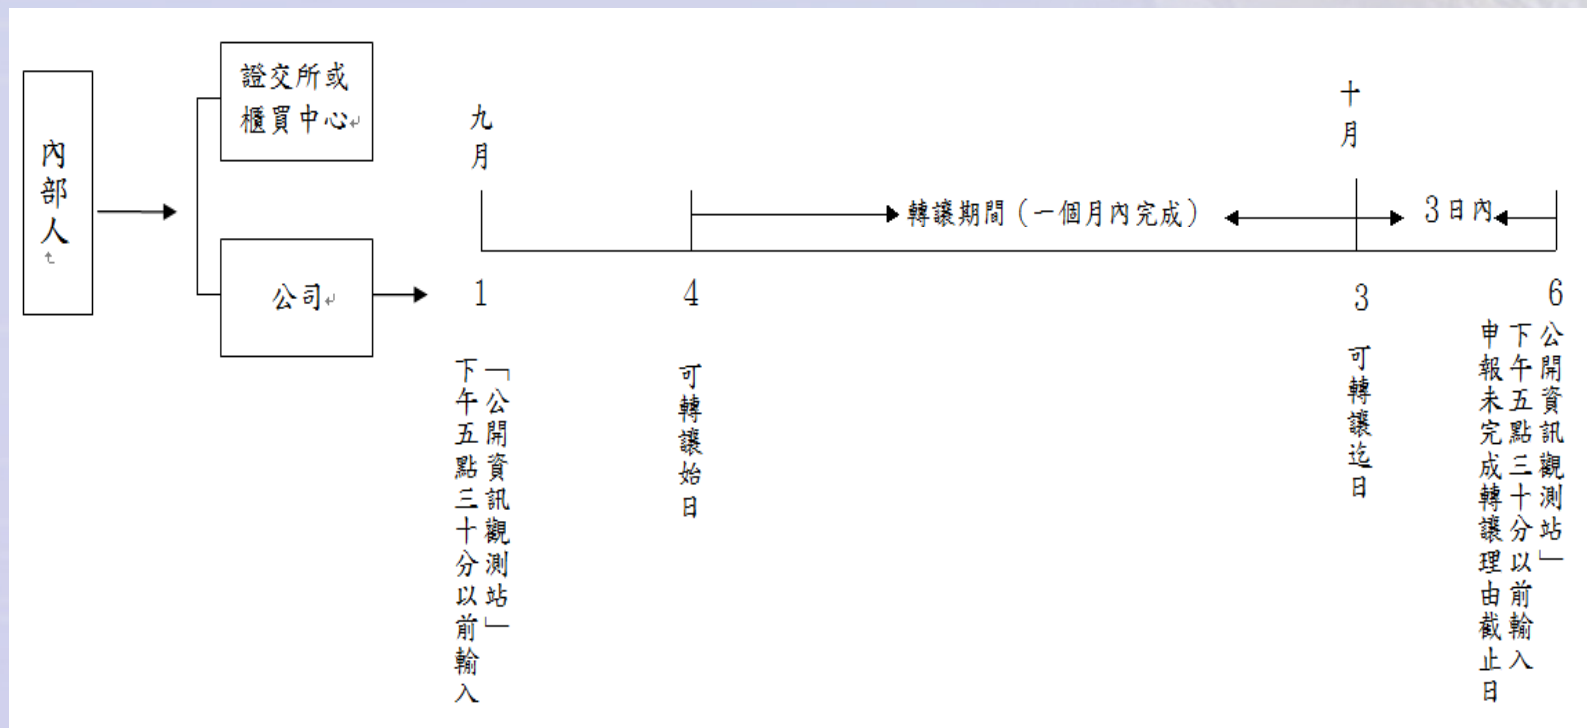 內部人
證交所或
櫃買中心
公司
九月
十月
轉讓期間（一個月內完成）
3日內
1
4
3
6
「公開資訊觀測站」
下午五點三十分以前輸入
可轉讓始日
可轉讓迄日
公開資訊觀測站」
下午五點三十分以前輸入
申報未完成轉讓理由截止日